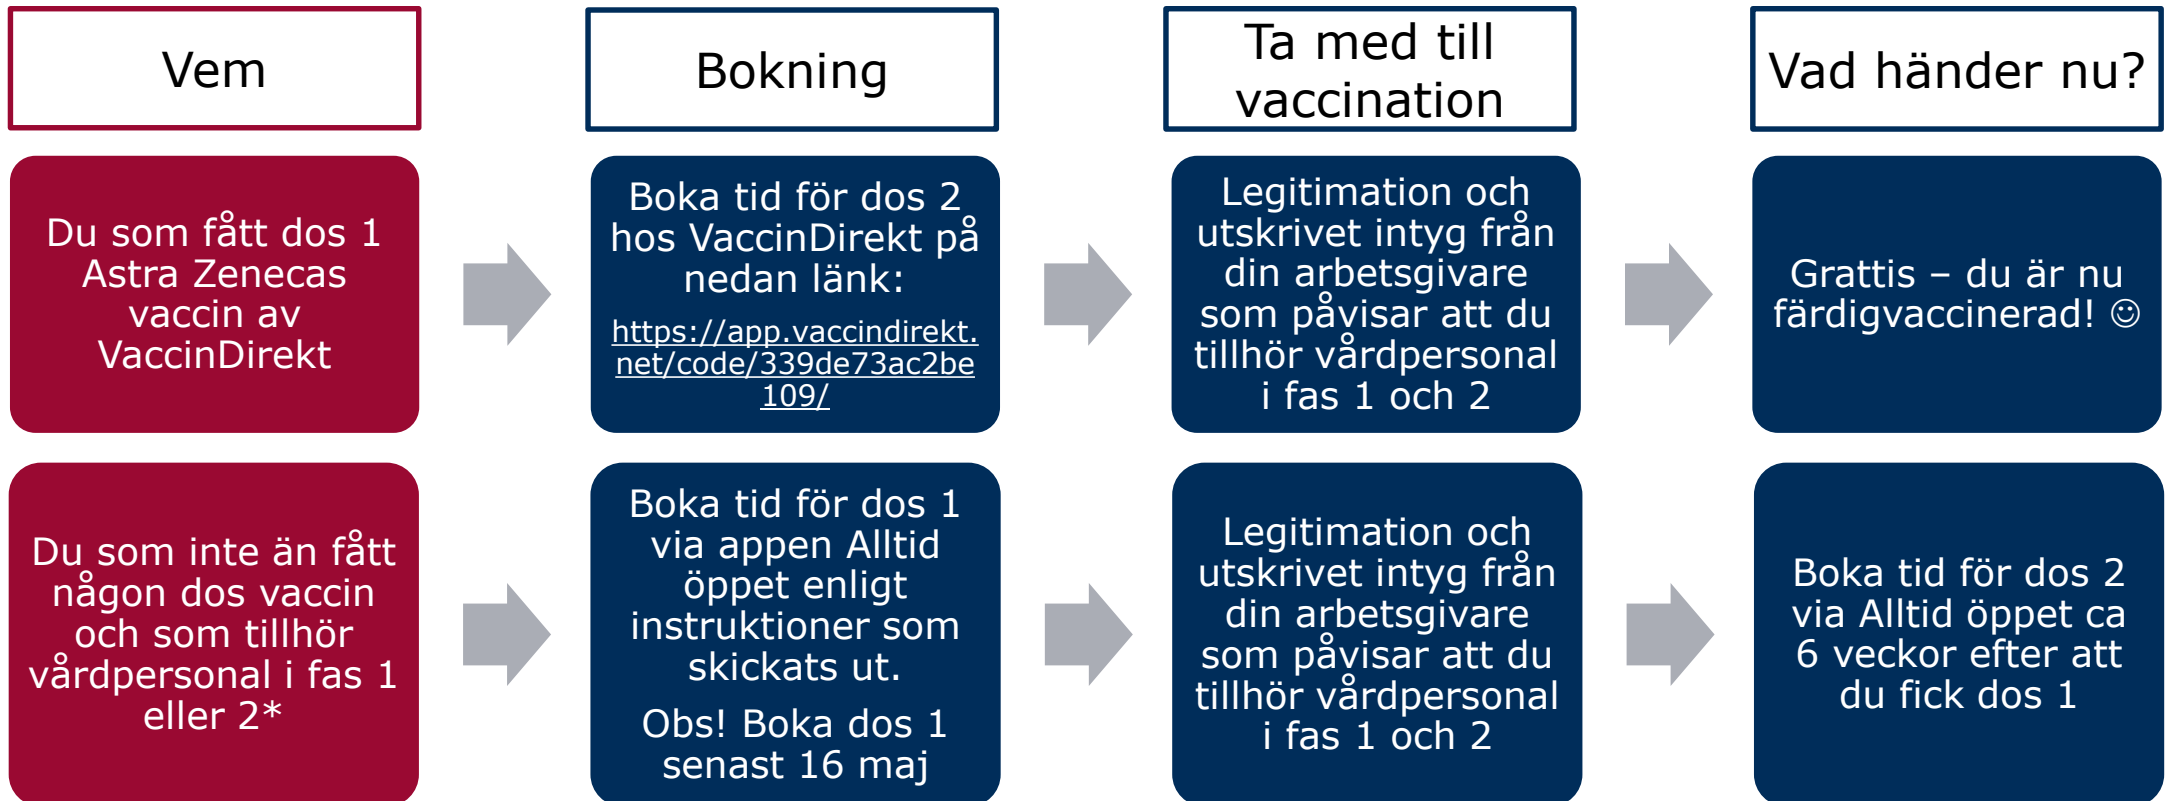 Vem
Bokning
Ta med till
vaccination
Vad händer nu?
Du som fått dos 1
Astra Zenecas
vaccin av
VaccinDirekt
Boka tid för dos 2
hos VaccinDirekt på
nedan länk:
https://app.vaccindirekt.
net/code/339de73ac2be
109/
Legitimation och
utskrivet intyg från
din arbetsgivare
som påvisar att du
tillhör vårdpersonal
i fas 1 och 2
Grattis – du är nu
färdigvaccinerad! ☺
Du som inte än fått
någon dos vaccin
och som tillhör
vårdpersonal i fas 1
eller 2*
Boka tid för dos 1
via appen Alltid
öppet enligt
instruktioner som
skickats ut.
Obs! Boka dos 1
senast 16 maj
Legitimation och
utskrivet intyg från
din arbetsgivare
som påvisar att du
tillhör vårdpersonal
i fas 1 och 2
Boka tid för dos 2
via Alltid öppet ca
6 veckor efter att
du fick dos 1